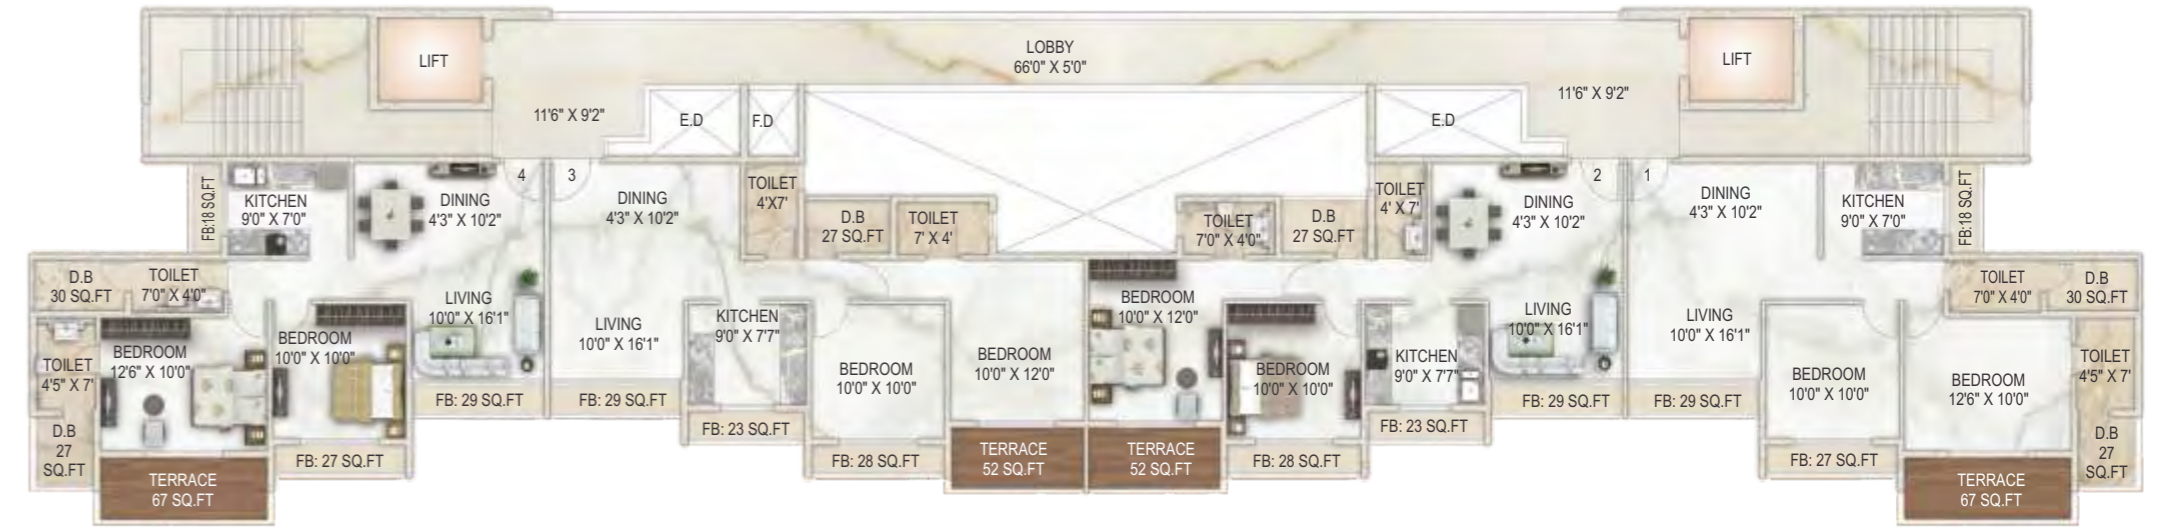 LIFT
LOBBY
66'0" X 5'0"
LIFT
11'6" X 9'2"
E.D
F.D
E.D
11'6" X 9'2"
4
3
2
1
FB:18 SQ.FT
KITCHEN
9'0" X 7'0"
DINING
4'3" X 10'2"
DINING
4'3" X 10'2"
TOILET
4'X7'
D.B
27 SQ.FT
TOILET
7' X 4'
TOILET
7'0" X 4'0"
D.B
27 SQ.FT
TOILET
4' X 7'
DINING
4'3" X 10'2"
DINING
4'3" X 10'2"
KITCHEN
9'0" X 7'0"
FB:18 SQ.FT
D.B
30 SQ.FT
TOILET
7'0" X 4'0"
LIVING
10'0" X 16'1"
LIVING
10'0" X 16'1"
KITCHEN
9'0" X 7'7"
BEDROOM
10'0" X 12'0"
LIVING
10'0" X 16'1"
LIVING
10'0" X 16'1"
TOILET
7'0" X 4'0"
D.B
30 SQ.FT
TOILET
4'5" X 7'
BEDROOM
12'6" X 10'0"
BEDROOM
10'0" X 10'0"
BEDROOM
10'0" X 10'0"
BEDROOM
10'0" X 12'0"
BEDROOM
10'0" X 10'0"
KITCHEN
9'0" X 7'7"
BEDROOM
10'0" X 10'0"
BEDROOM
12'6" X 10'0"
TOILET
4'5" X 7'
FB: 29 SQ.FT
FB: 29 SQ.FT
FB: 29 SQ.FT
FB: 29 SQ.FT
FB: 23 SQ.FT
FB: 23 SQ.FT
D.B
27
SQ.FT
FB: 27 SQ.FT
FB: 28 SQ.FT
TERRACE
52 SQ.FT
TERRACE
52 SQ.FT
FB: 28 SQ.FT
FB: 27 SQ.FT
D.B
27
SQ.FT
TERRACE
67 SQ.FT
TERRACE
67 SQ.FT